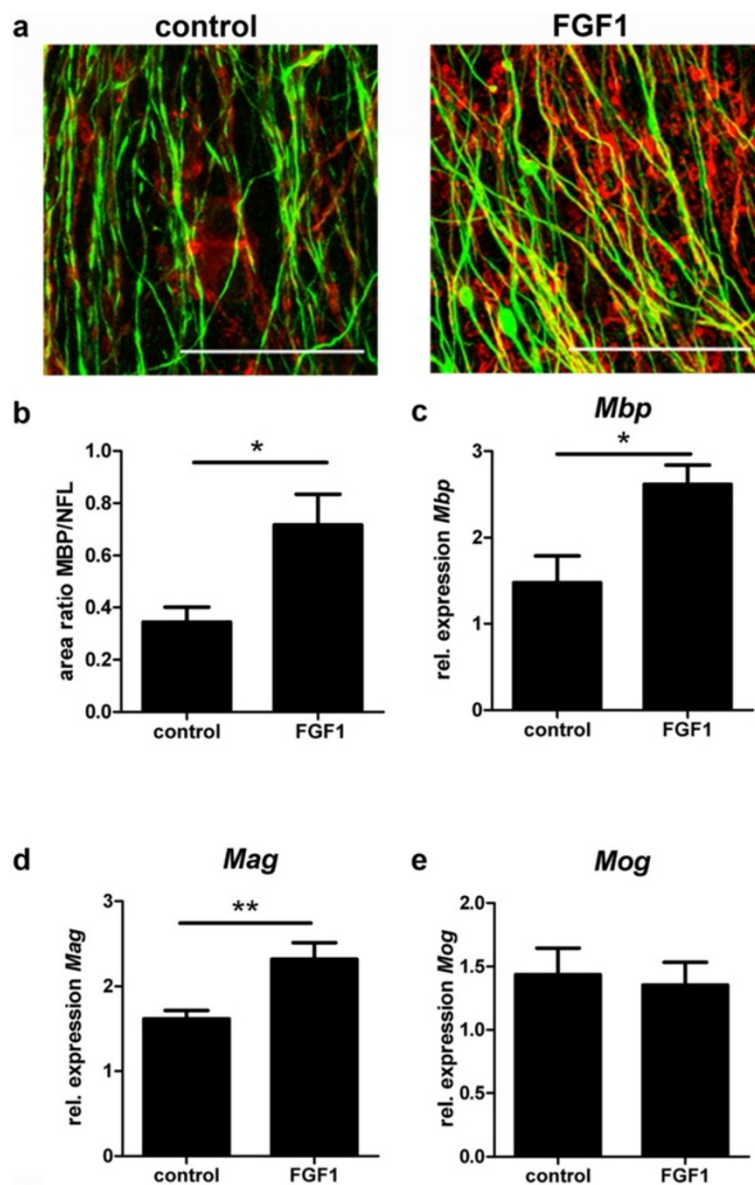 a
control
FGF1
b
1.0
0.8
0.6
0.4
0.2
0.0
area ratio MBP/NFL
*
control
FGF1
c
Mbp
3
2
1
0
rel. expression Mbp
*
control
FGF1
d
Mag
3
2
1
0
rel. expression Mag
**
control
FGF1
e
Mog
2.0
1.5
1.0
0.5
0.0
rel. expression Mog
control
FGF1